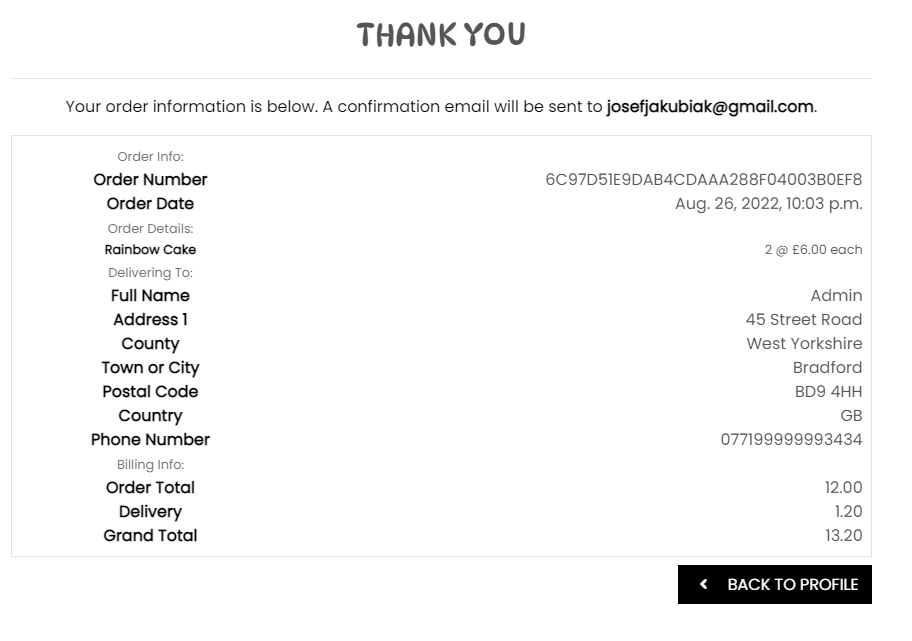 THANK YOU
Your order information is below. A confirmation email will be sent to josefjakubiak@gmail.com.
Order Info:
Order Number 6C97D51E9DAB4CDAAA288F04003B0EF8
Order Date Aug. 26, 2022, 10:03 p.m.
Order Details:
Rainbow Cake 2 @ £6.00 each
Delivering To:
Full Name Admin
Address 1 45 Street Road
County West Yorkshire
Town or City Bradford
Postal Code BD9 4HH
Country GB
Phone Number 077199999993434
Billing Info:
Order Total 12.00
Delivery 1.20
Grand Total 13.20
BACK TO PROFILE